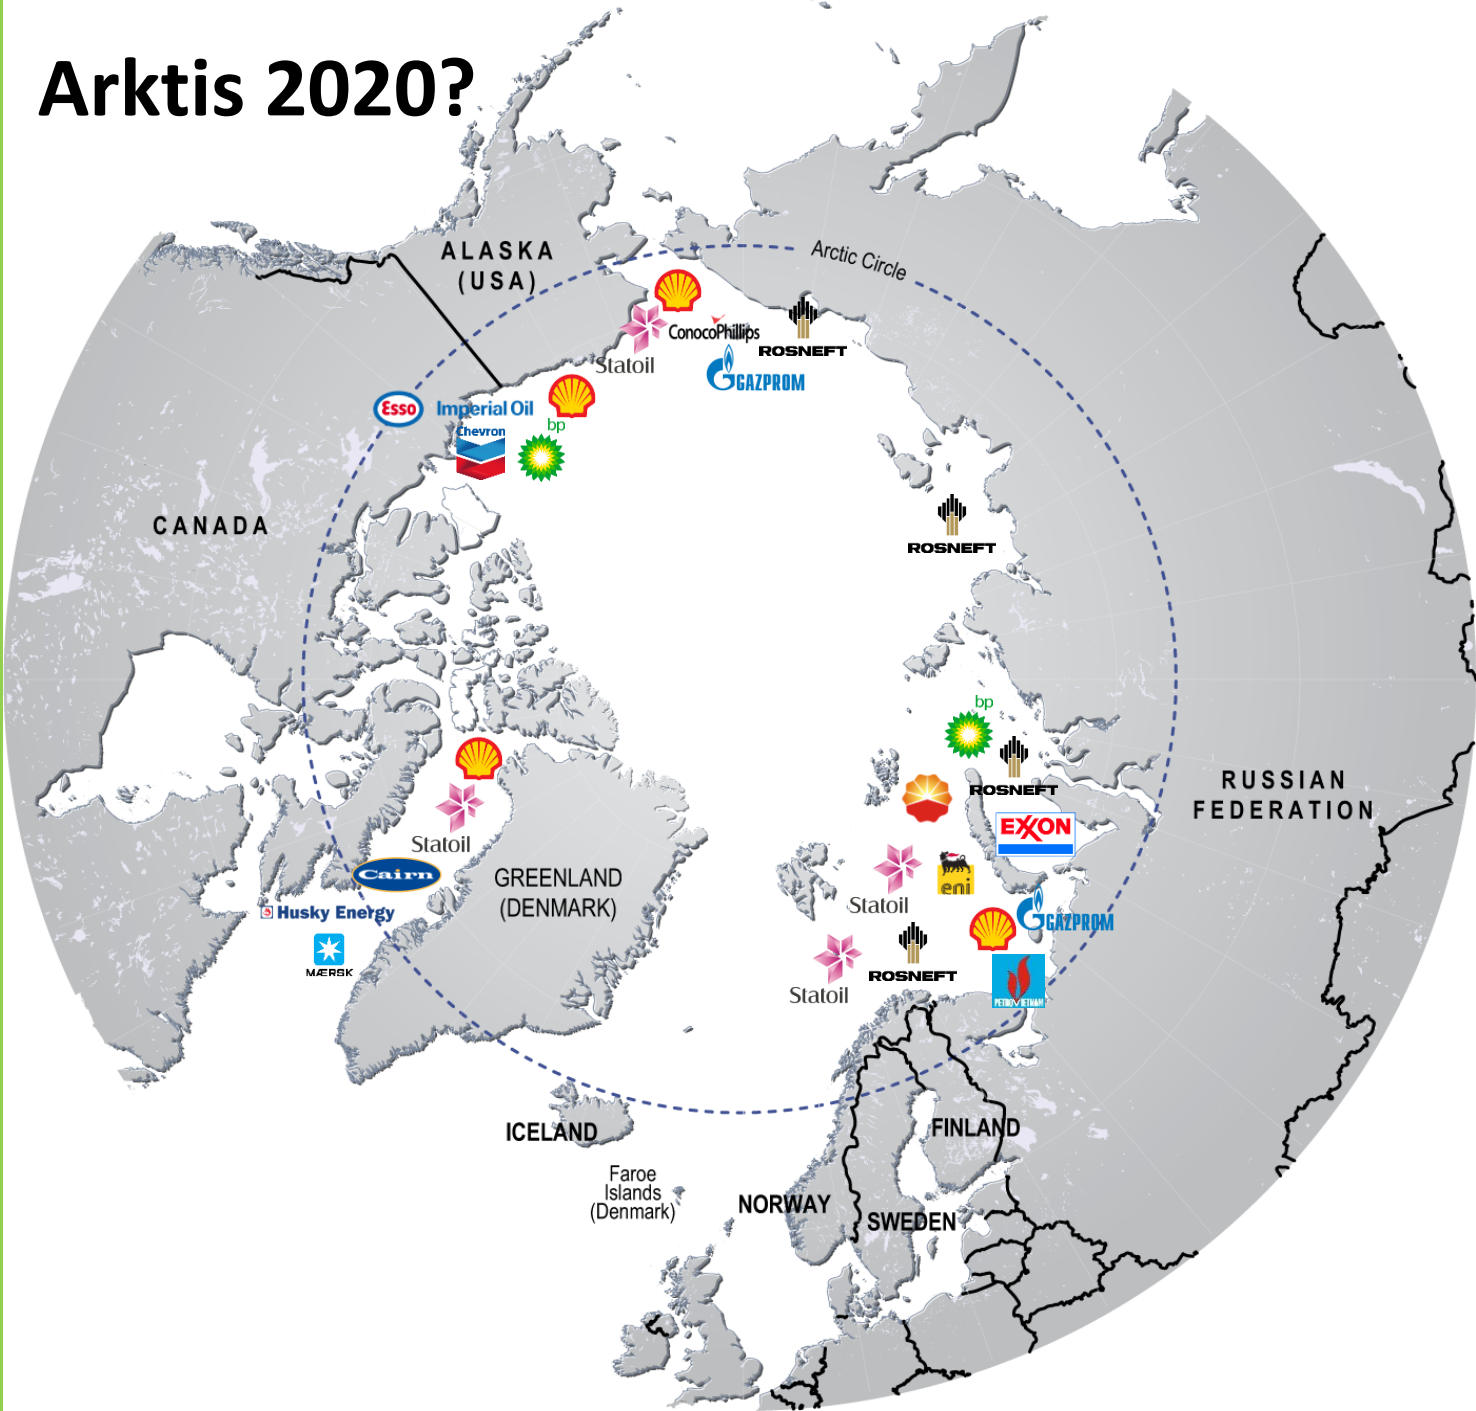 Arktis 2020?
ALASKA
(USA)
Arctic Circle
ConocoPhillips
Statoil
ROSNEFT
GAZPROM
Esso
Imperial Oil
bp
Chevron
CANADA
ROSNEFT
bp
ROSNEFT
RUSSIAN
FEDERATION
EXXON
Statoil
Cairn
GREENLAND
(DENMARK)
eni
Statoil
Husky Energy
GAZPROM
MÆRSK
ROSNEFT
Statoil
PETROVIETNAM
ICELAND
FINLAND
Faroe
Islands
(Denmark)
NORWAY
SWEDEN